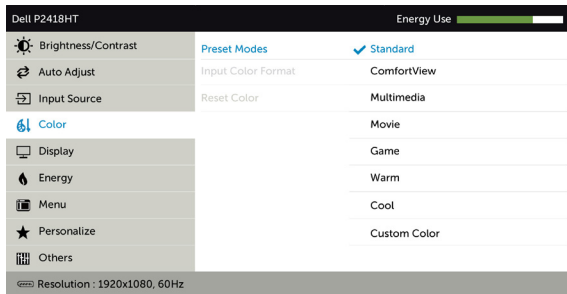 Dell P2418HT Energy Use
Brightness/Contrast Preset Modes Standard
Auto Adjust Input Color Format ComfortView
Input Source Reset Color Multimedia
Color Movie
Display Game
Energy Warm
Menu Cool
Personalize Custom Color
Others
Resolution : 1920x1080, 60Hz